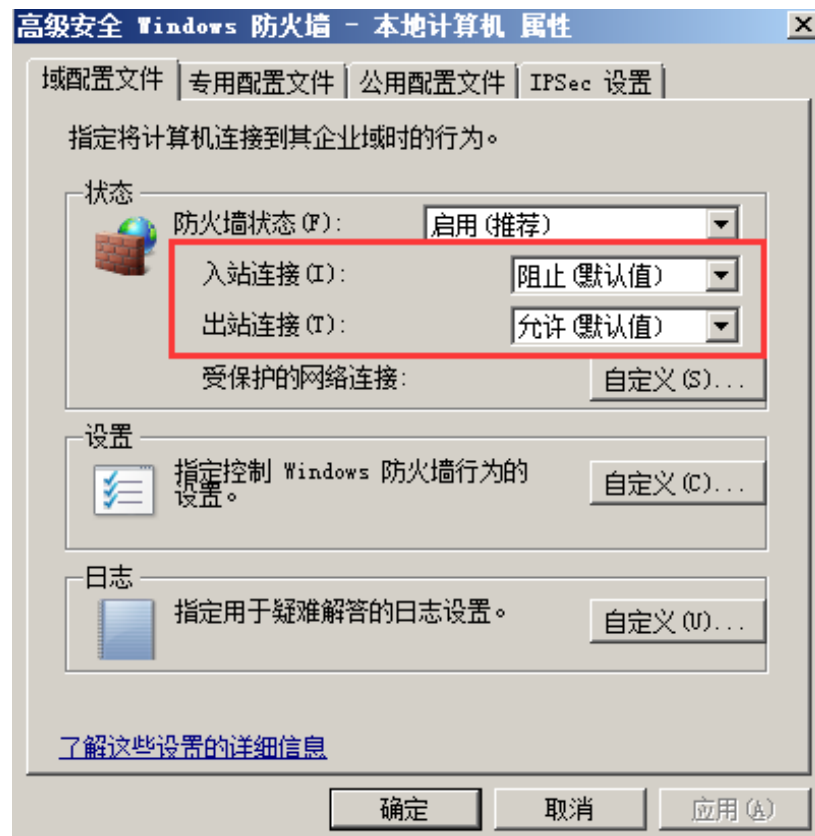 高级安全 Windows 防火墙 - 本地计算机 属性
域配置文件 专用配置文件 公用配置文件 IPSec 设置
指定将计算机连接到其企业域时的行为。
状态
防火墙状态(F): 启用(推荐)
入站连接(I): 阻止(默认值)
出站连接(T): 允许(默认值)
受保护的网络连接: 自定义(S)...
设置
指定控制 Windows 防火墙行为的
设置。
自定义(C)...
日志
指定用于疑难解答的日志设置。
自定义(U)...
了解这些设置的详细信息
确定 取消 应用(A)